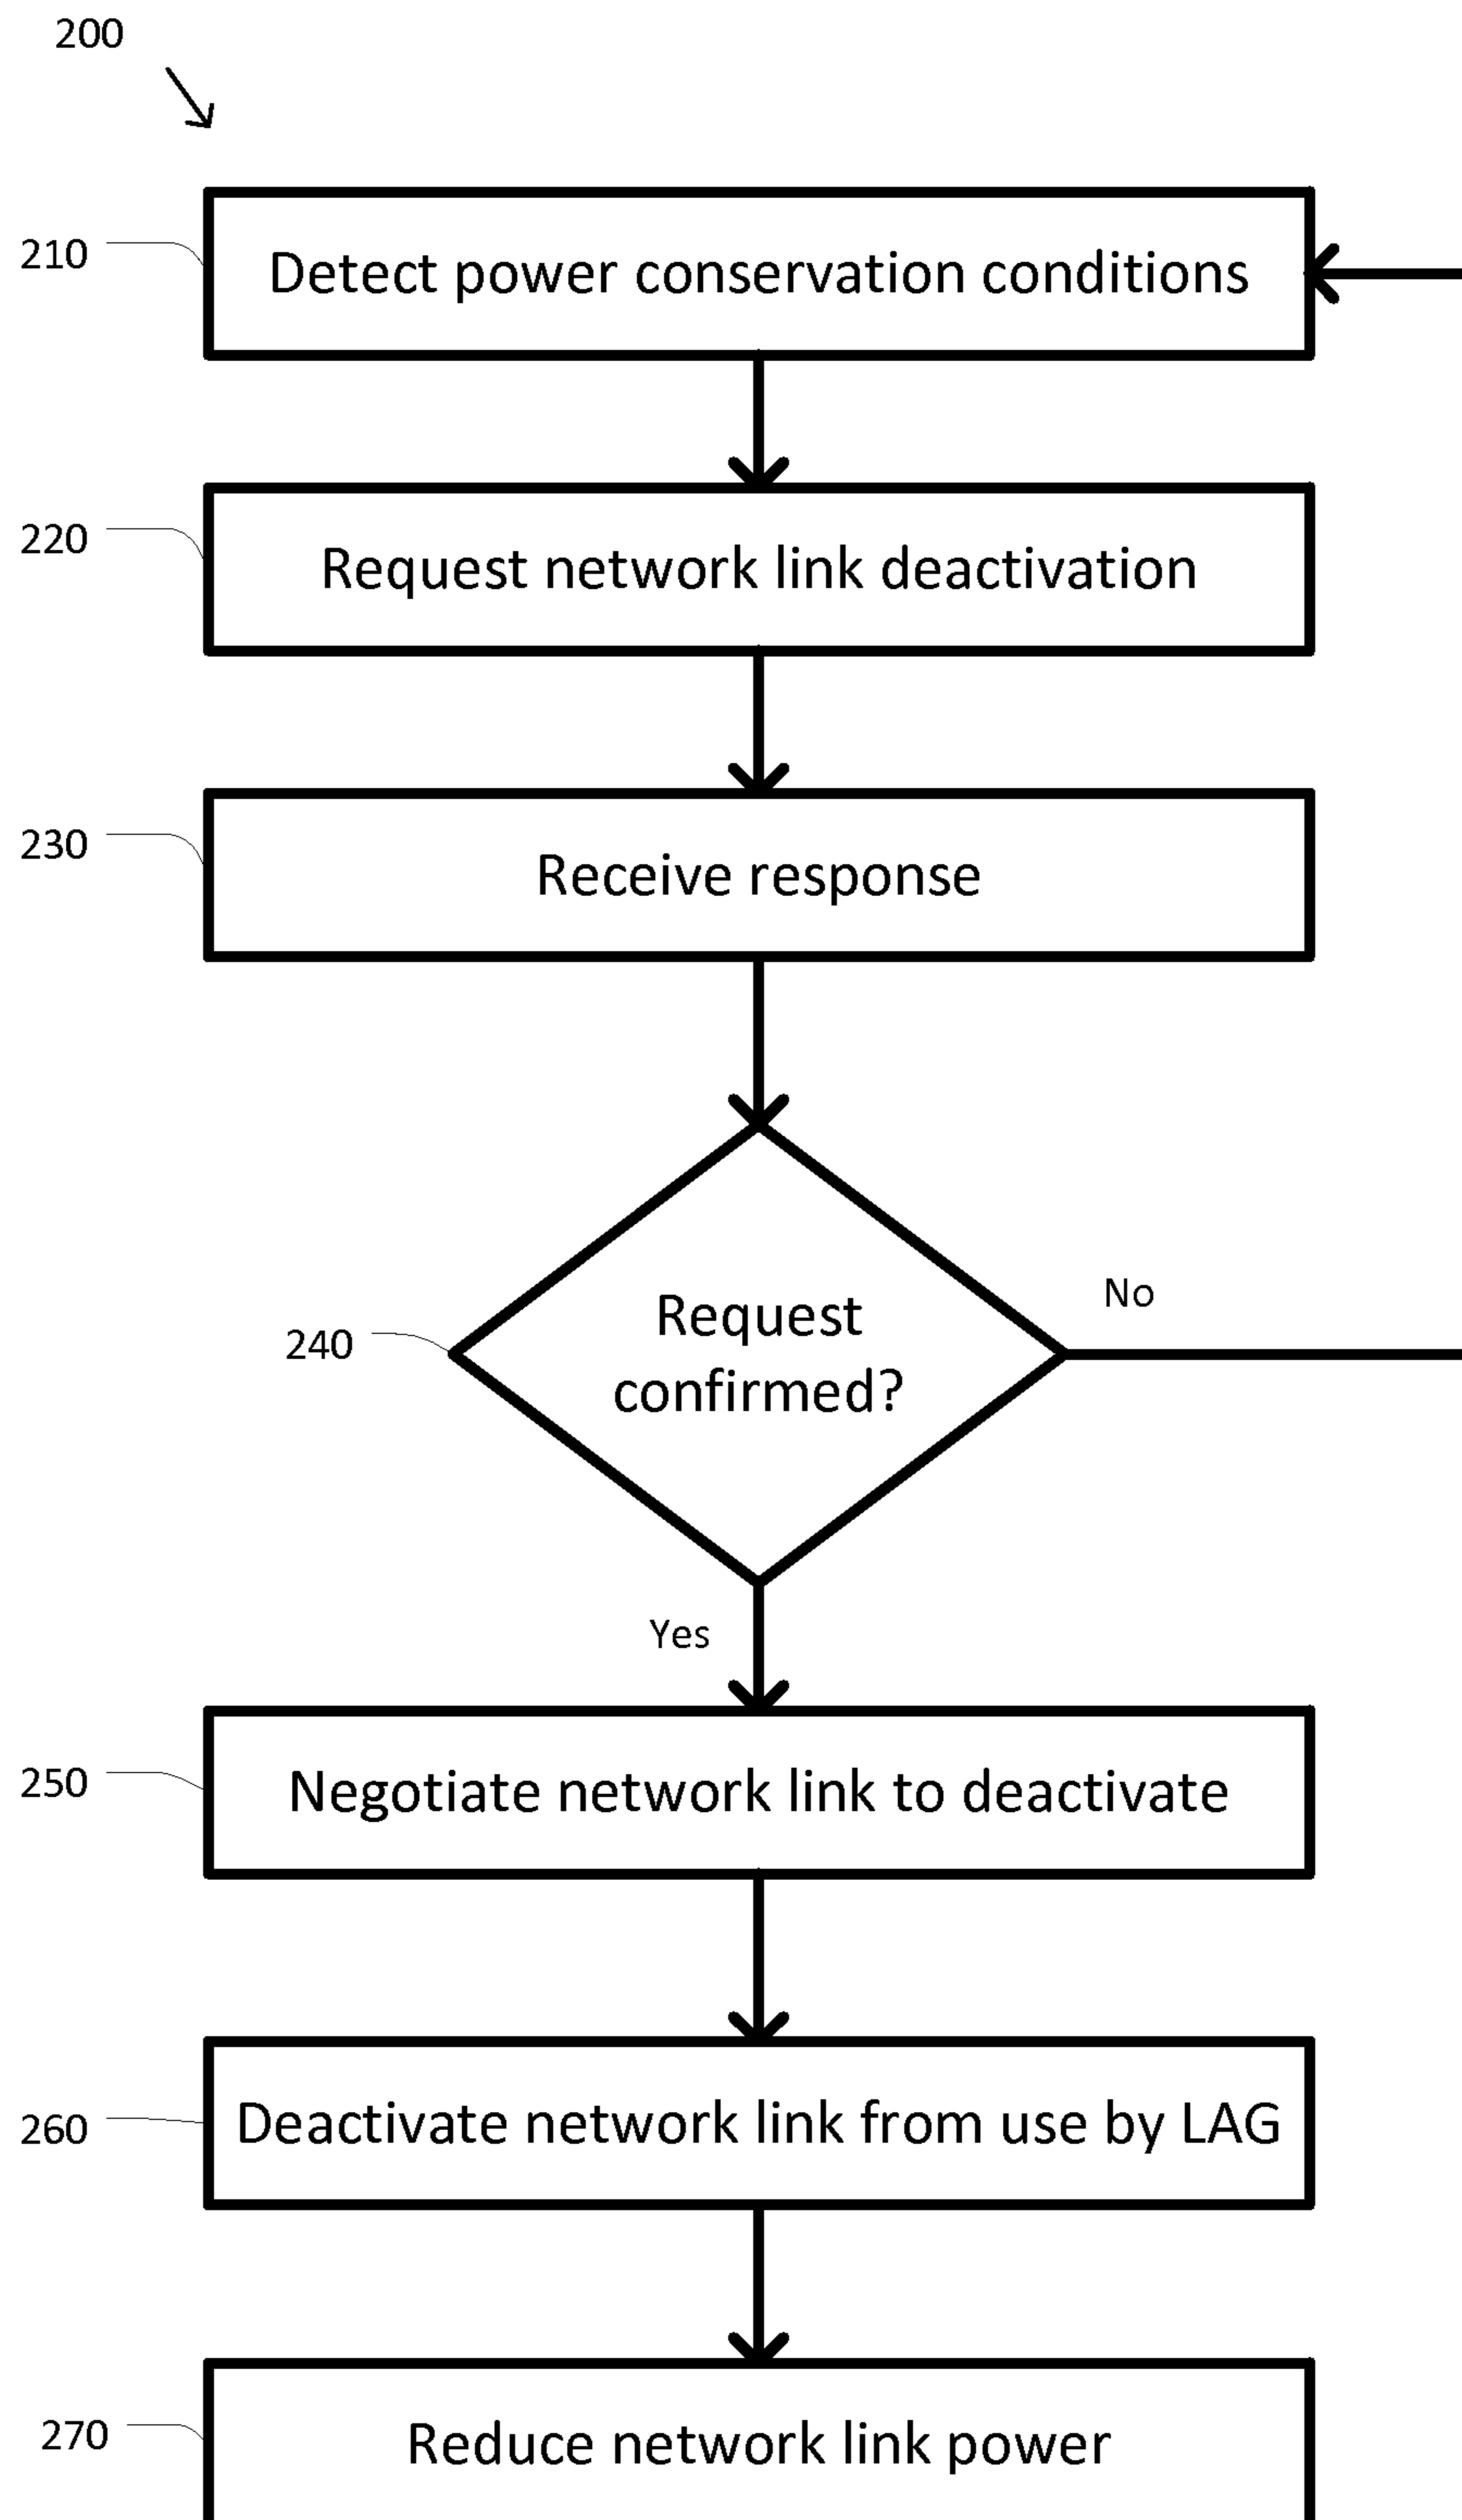 200
210
Detect power conservation conditions
220
Request network link deactivation
230
Receive response
240
Request
confirmed?
No
Yes
250
Negotiate network link to deactivate
260
Deactivate network link from use by LAG
270
Reduce network link power